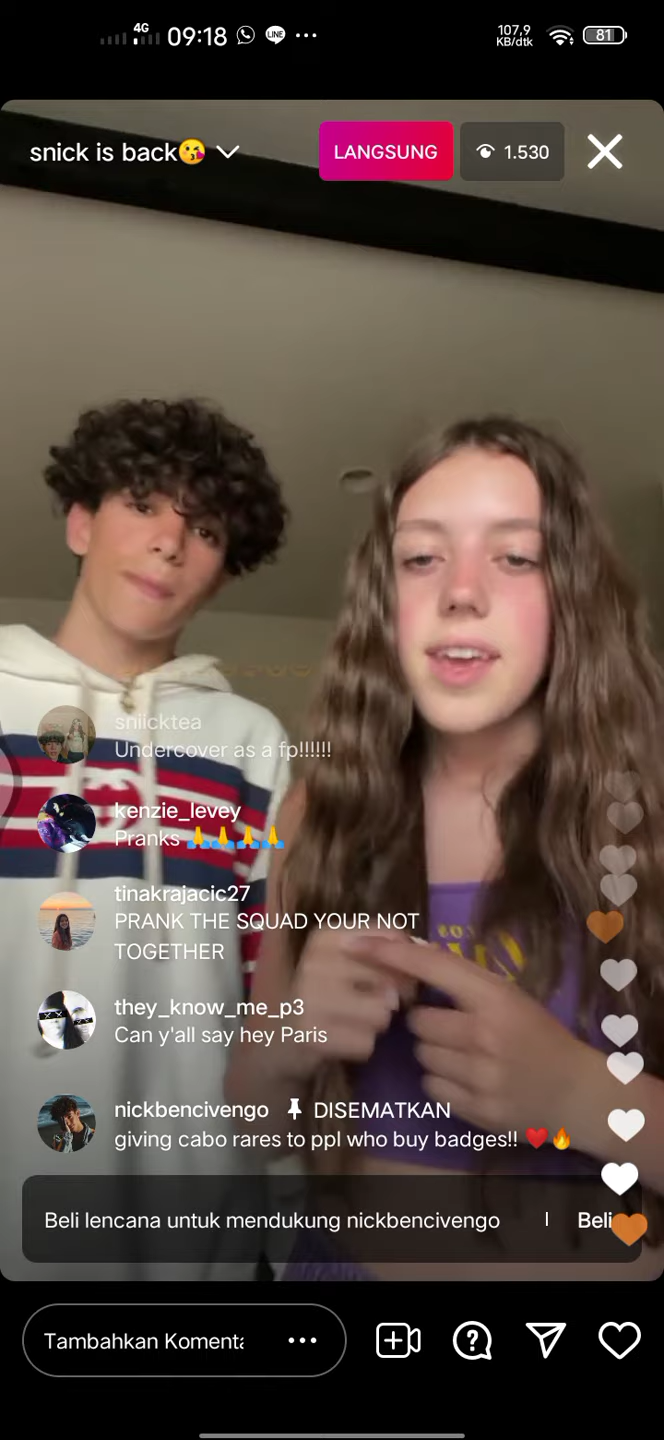 4G
09:18
107,9
KB/dtk
81
snick is back😘
LANGSUNG
1.530
sniicktea
Undercover as a fp!!!!!!
kenzie_levey
Pranks 🙏🙏🙏🙏
tinakrajacic27
PRANK THE SQUAD YOUR NOT
TOGETHER
they_know_me_p3
Can y'all say hey Paris
nickbencivengo DISEMATKAN
giving cabo rares to ppl who buy badges!! ❤️🔥
Beli lencana untuk mendukung nickbencivengo | Beli
Tambahkan Komenta